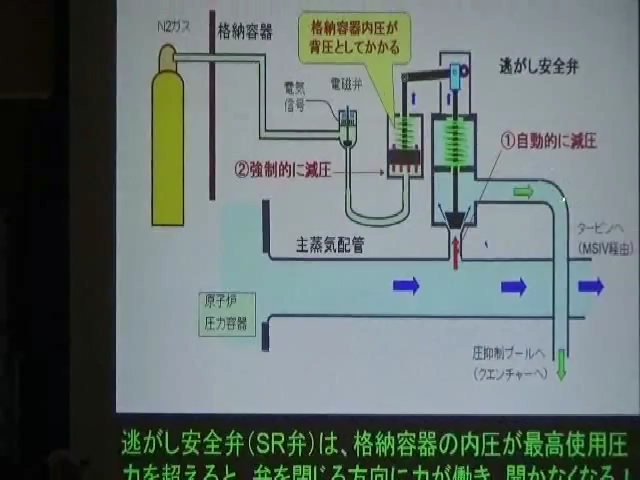 N2ガス
格納容器
格納容器内圧が
背圧としてかかる
逃がし安全弁
電気
信号
電磁弁
①自動的に減圧
②強制的に減圧
主蒸気配管
タービンへ
(MSIV経由)
原子炉
圧力容器
圧抑制プールへ
(クエンチャーへ)
逃がし安全弁(SR弁)は、格納容器の内圧が最高使用圧
力を超えると、弁を閉じる方向に力が働き、開かなくなる！